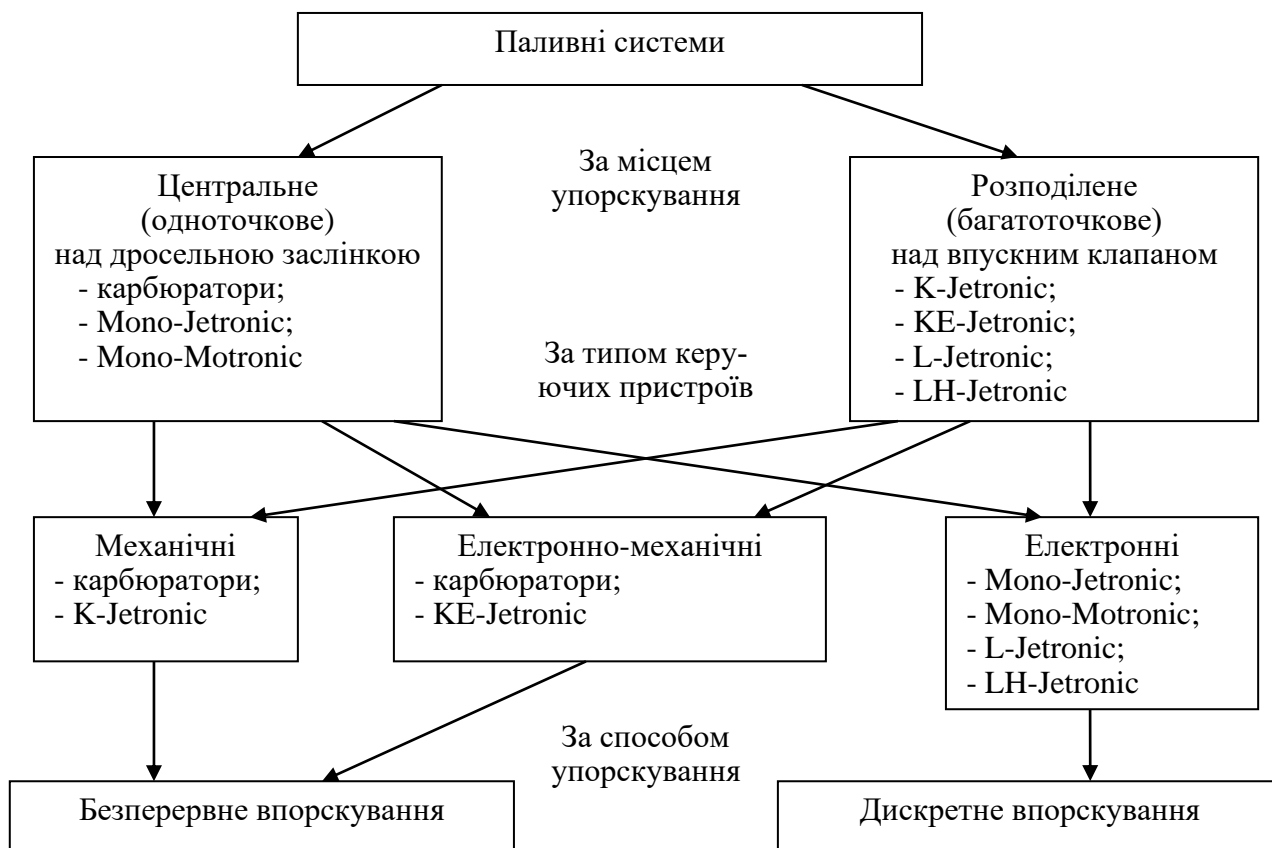 Паливні системи
За місцем
упорскування
Центральне
(одноточкове)
над дросельною заслінкою
- карбюратори;
- Mono-Jetronic;
- Mono-Motronic
Розподілене
(багатоточкове)
над впускним клапаном
- K-Jetronic;
- KE-Jetronic;
- L-Jetronic;
- LH-Jetronic
За типом керу-
ючих пристроїв
Механічні
- карбюратори;
- K-Jetronic
Електронно-механічні
- карбюратори;
- KE-Jetronic
Електронні
- Mono-Jetronic;
- Mono-Motronic;
- L-Jetronic;
- LH-Jetronic
За способом
упорскування
Безперервне впорскування
Дискретне впорскування